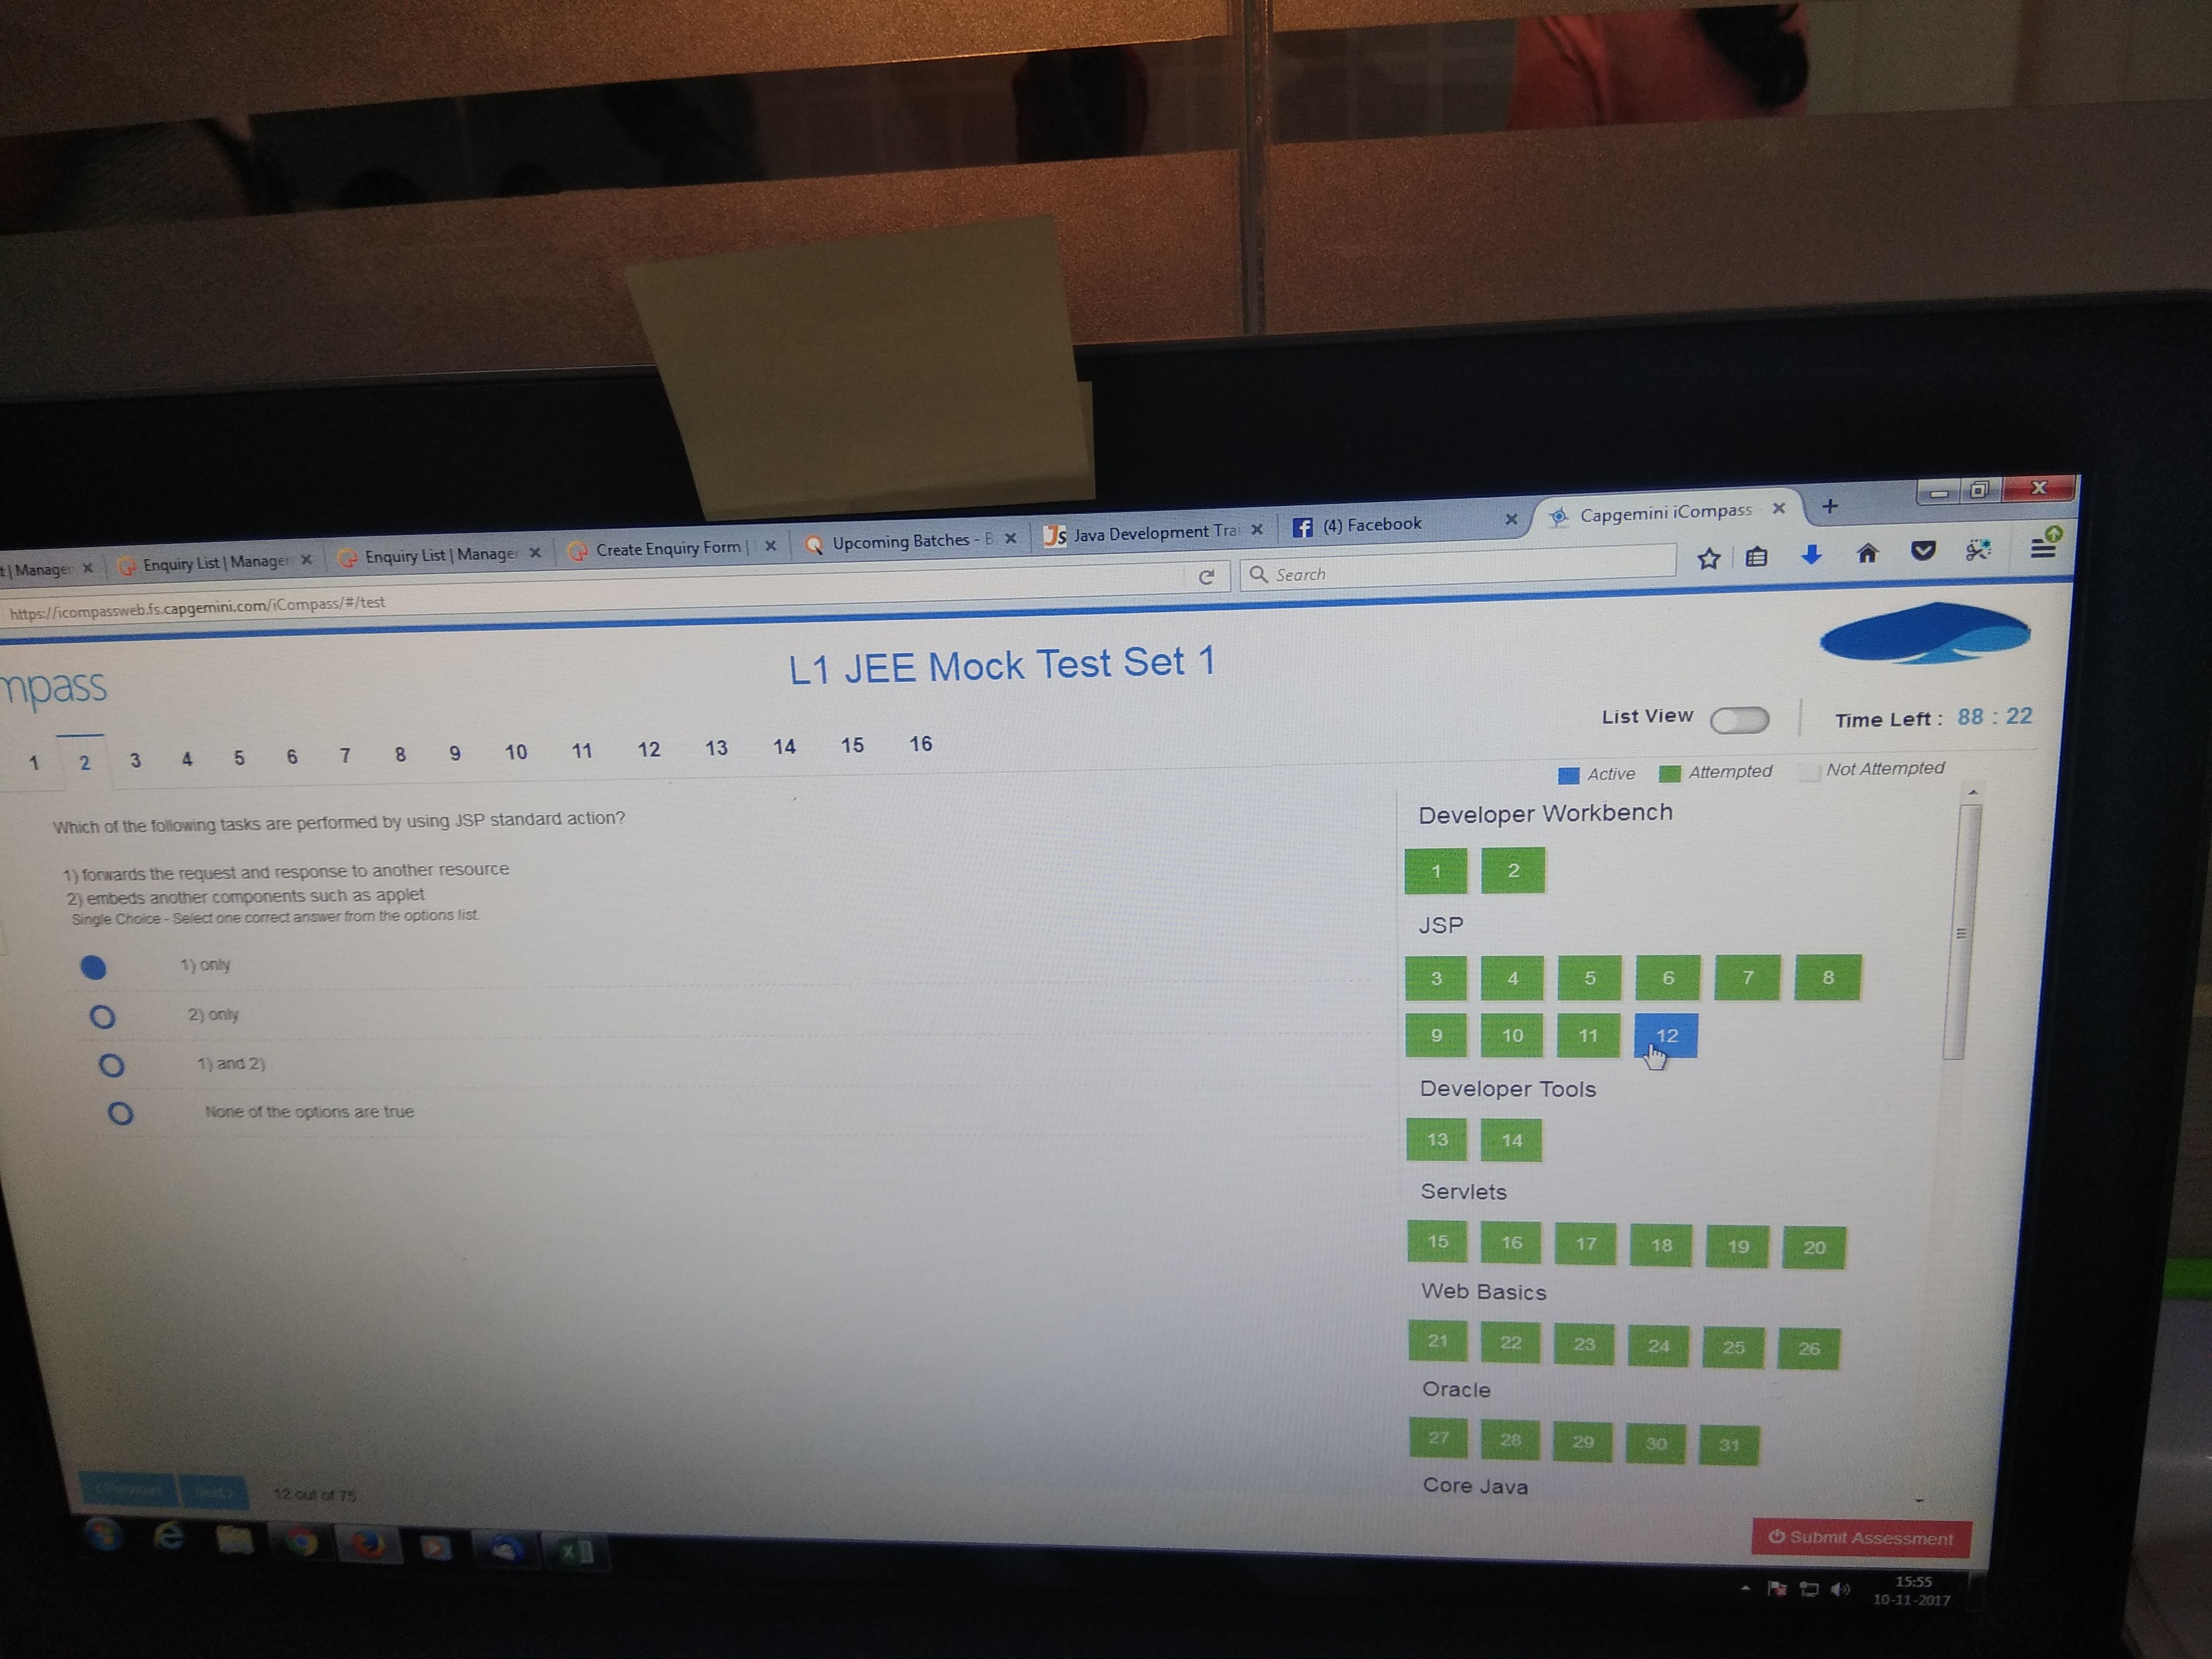 t | Manager
Enquiry List | Manager
Enquiry List | Manager
Create Enquiry Form |
Upcoming Batches - E
Java Development Tra
(4) Facebook
Capgemini iCompass
https://icompassweb.fs.capgemini.com/iCompass/#/test
Search
mpass
L1 JEE Mock Test Set 1
List View
Time Left : 88 : 22
1 2 3 4 5 6 7 8 9 10 11 12 13 14 15 16
Active Attempted Not Attempted
Which of the following tasks are performed by using JSP standard action?
1) forwards the request and response to another resource
2) embeds another components such as applet
Single Choice - Select one correct answer from the options list.
1) only
2) only
1) and 2)
None of the options are true
Developer Workbench
1 2
JSP
3 4 5 6 7 8
9 10 11 12
Developer Tools
13 14
Servlets
15 16 17 18 19 20
Web Basics
21 22 23 24 25 26
Oracle
27 28 29 30 31
Core Java
‹ Previous Next ›
12 out of 75
Submit Assessment
15:55
10-11-2017